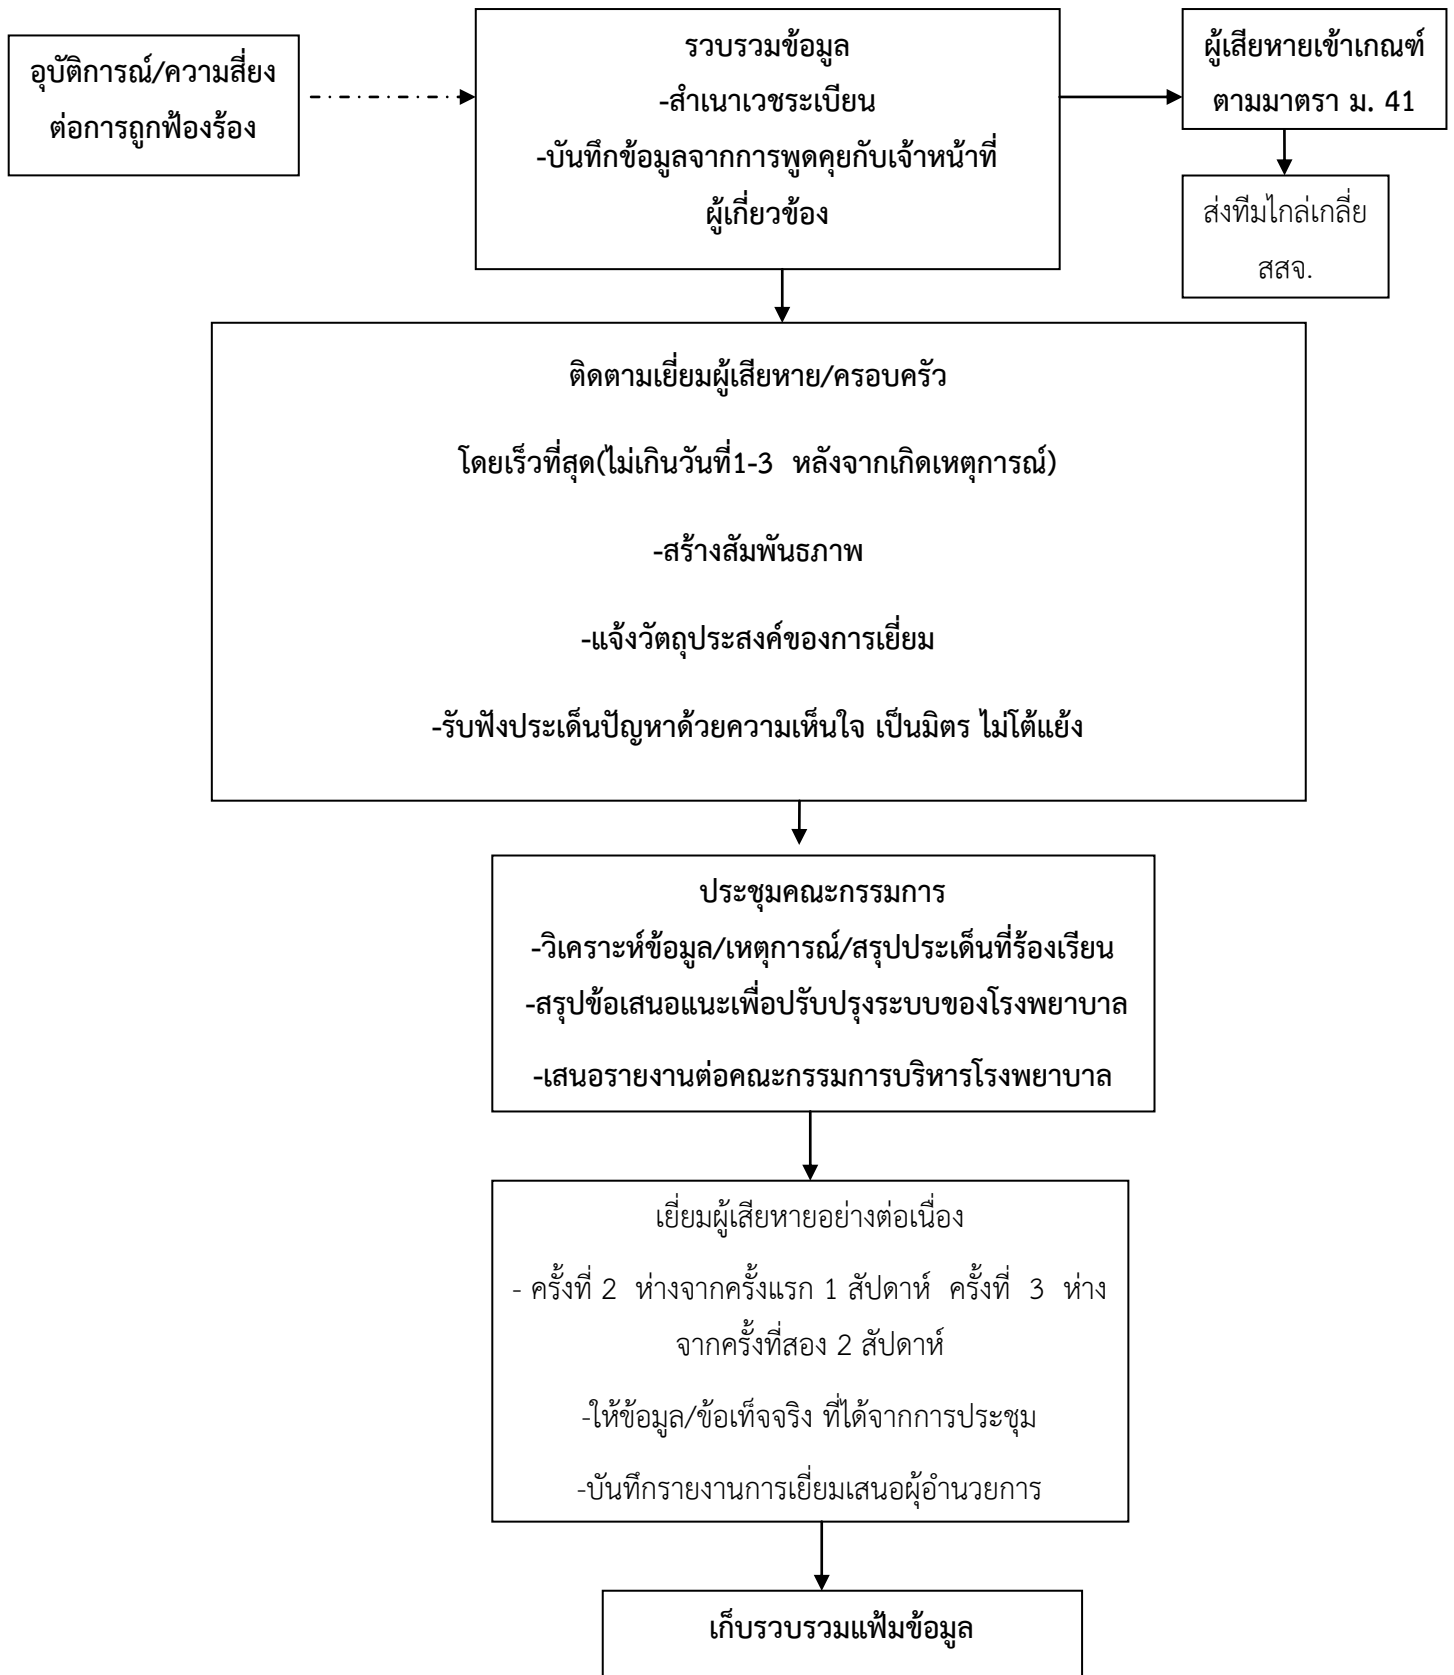 อุบัติการณ์/ความสี่ยง
ต่อการถูกฟ้องร้อง
รวบรวมข้อมูล
-สำเนาเวชระเบียน
-บันทึกข้อมูลจากการพูดคุยกับเจ้าหน้าที่
ผู้เกี่ยวข้อง
ผู้เสียหายเข้าเกณฑ์
ตามมาตรา ม. 41
ส่งทีมไกล่เกลี่ย
สสจ.
ติดตามเยี่ยมผู้เสียหาย/ครอบครัว
โดยเร็วที่สุด(ไม่เกินวันที่1-3 หลังจากเกิดเหตุการณ์)
-สร้างสัมพันธภาพ
-แจ้งวัตถุประสงค์ของการเยี่ยม
-รับฟังประเด็นปัญหาด้วยความเห็นใจ เป็นมิตร ไม่โต้แย้ง
ประชุมคณะกรรมการ
-วิเคราะห์ข้อมูล/เหตุการณ์/สรุปประเด็นที่ร้องเรียน
-สรุปข้อเสนอแนะเพื่อปรับปรุงระบบของโรงพยาบาล
-เสนอรายงานต่อคณะกรรมการบริหารโรงพยาบาล
เยี่ยมผู้เสียหายอย่างต่อเนื่อง
- ครั้งที่ 2 ห่างจากครั้งแรก 1 สัปดาห์ ครั้งที่ 3 ห่าง
จากครั้งที่สอง 2 สัปดาห์
-ให้ข้อมูล/ข้อเท็จจริง ที่ได้จากการประชุม
-บันทึกรายงานการเยี่ยมเสนอผุ้อำนวยการ
เก็บรวบรวมแฟ้มข้อมูล